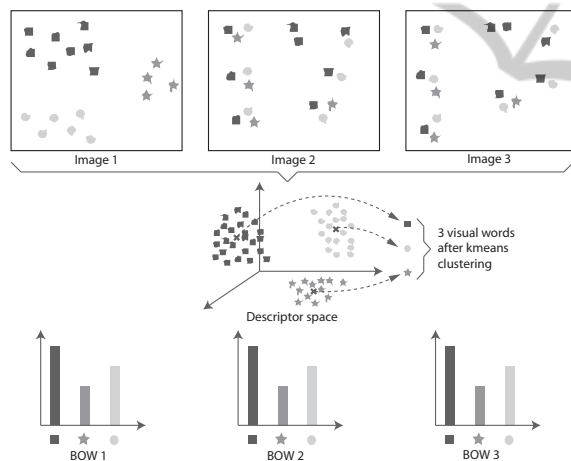 Image 1
Image 2
Image 3
3 visual words
after kmeans
clustering
Descriptor space
BOW 1
BOW 2
BOW 3